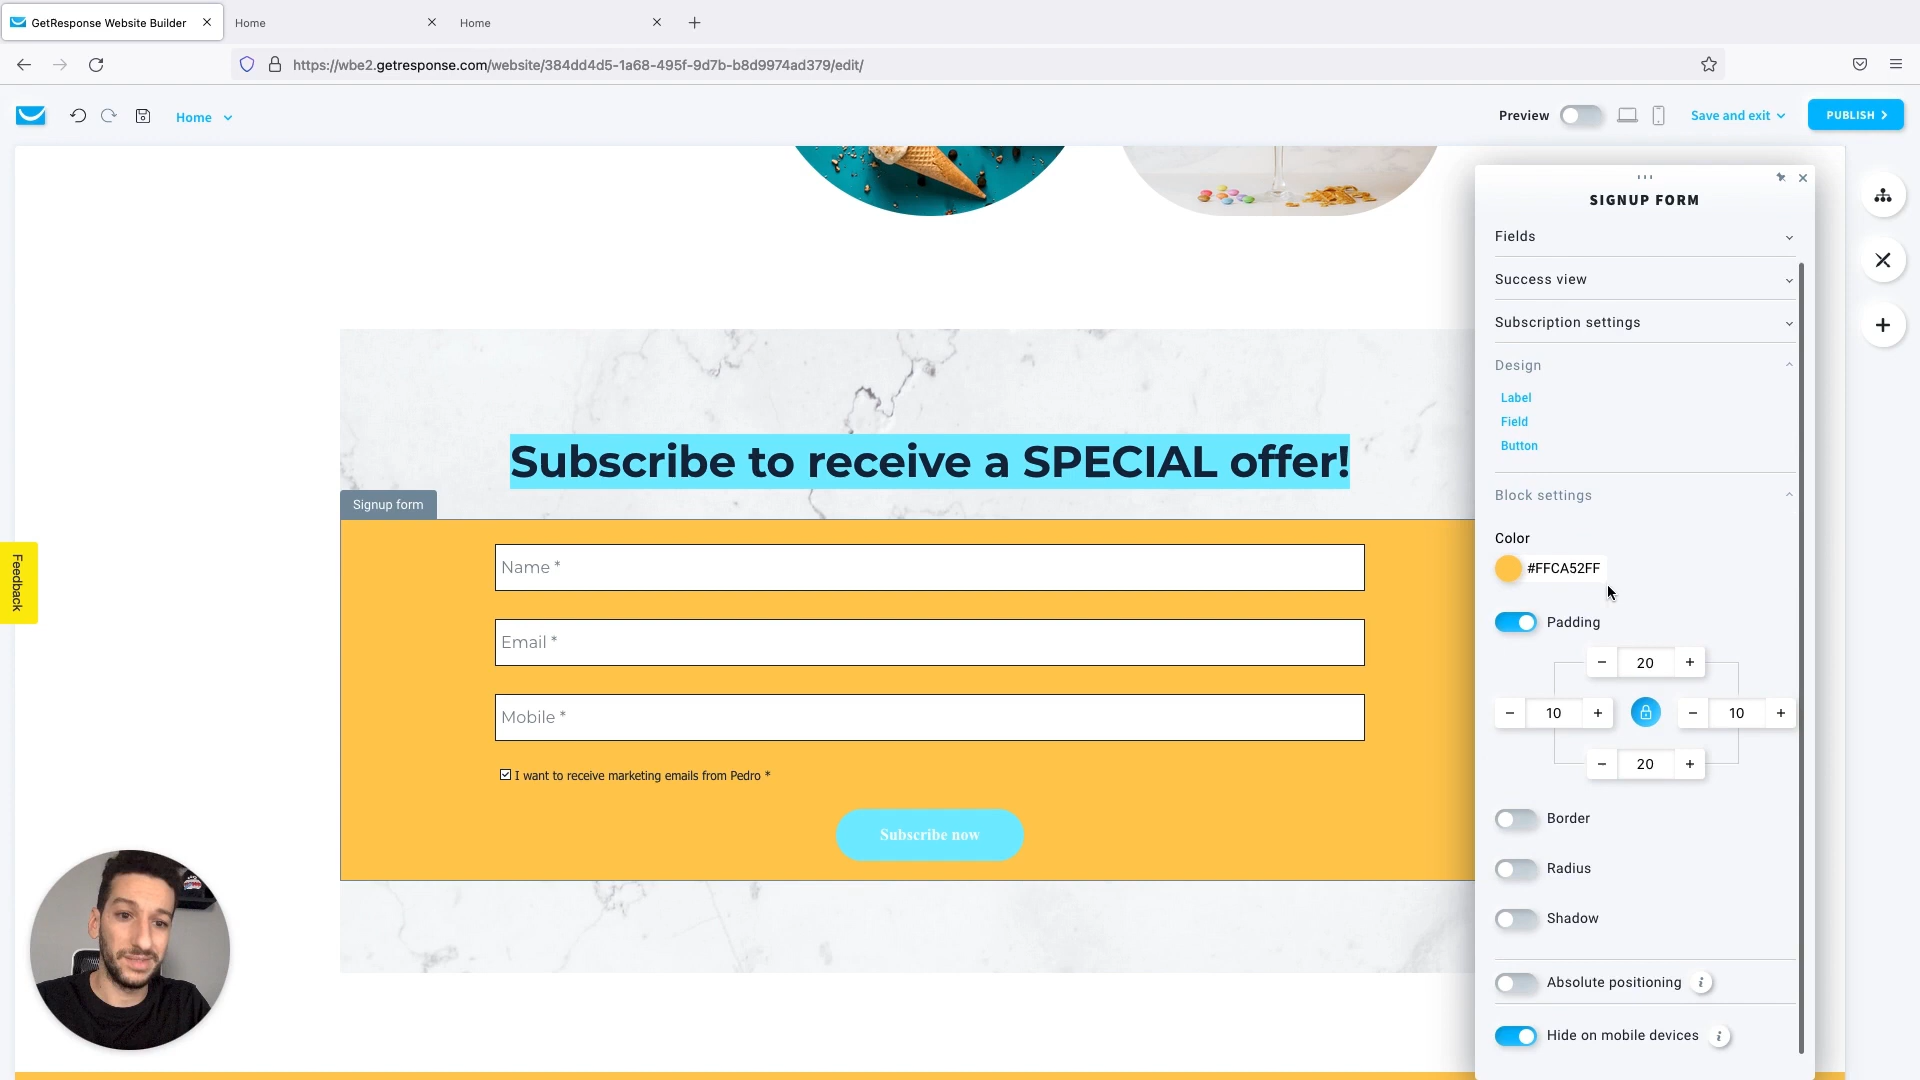 GetResponse Website Builder
Home
Home
https://wbe2.getresponse.com/website/384dd4d5-1a68-495f-9d7b-b8d9974ad379/edit/
Home
Preview
Save and exit
PUBLISH
SIGNUP FORM
Fields
Success view
Subscription settings
Design
Label
Field
Button
Block settings
Color
#FFCA52FF
Padding
20
10
10
20
Border
Radius
Shadow
Absolute positioning
i
Hide on mobile devices
i
Subscribe to receive a SPECIAL offer!
Signup form
Name *
Email *
Mobile *
I want to receive marketing emails from Pedro *
Subscribe now
Feedback